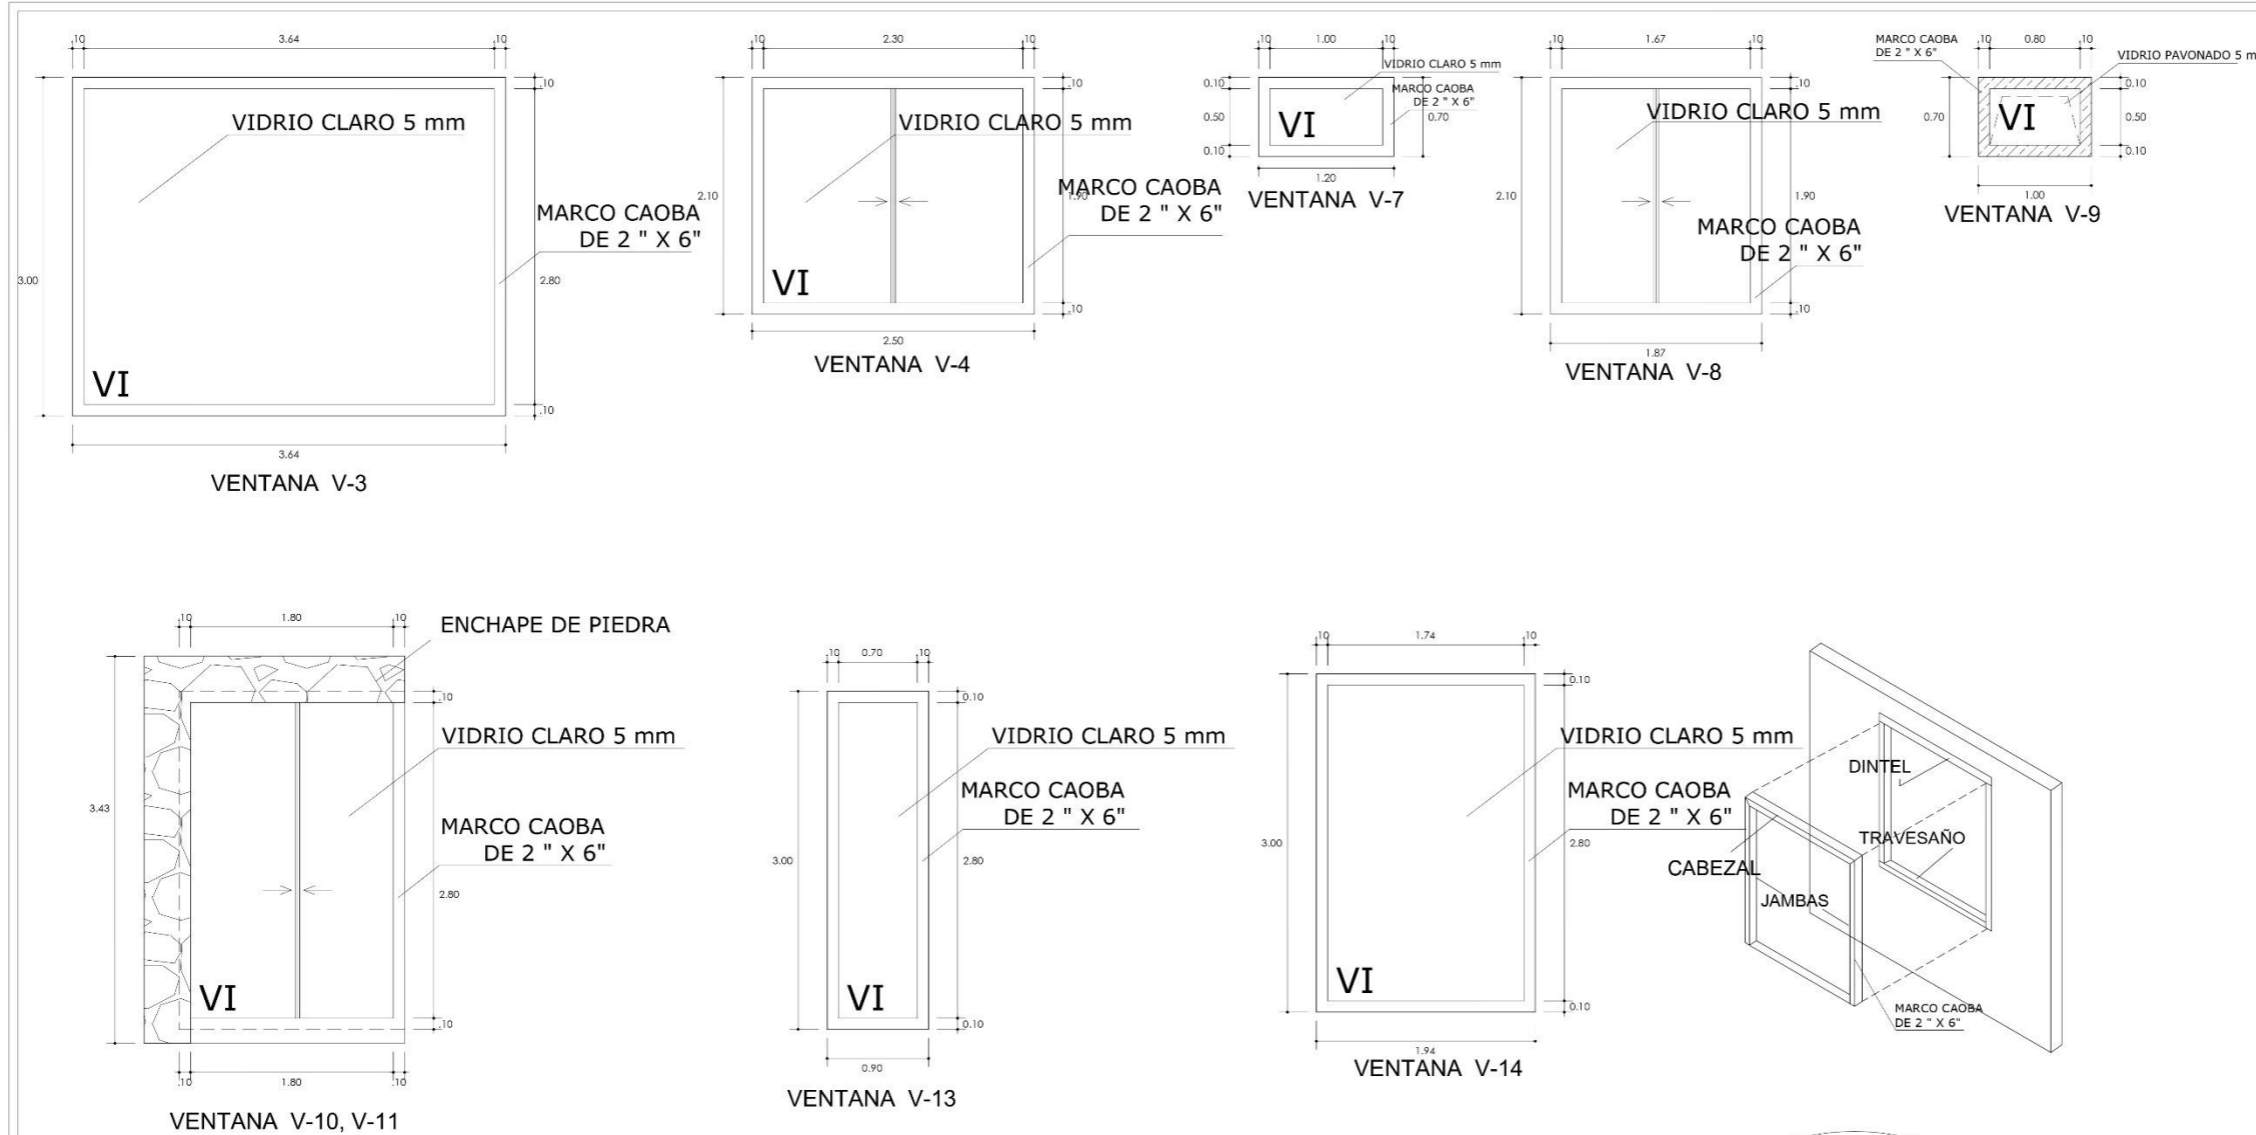 .10 3.64 .10
.10
VIDRIO CLARO 5 mm
MARCO CAOBA
DE 2 " X 6"
3.00
2.80
VI
.10
3.64
VENTANA V-3
.10 2.30 .10
.10
VIDRIO CLARO 5 mm
2.10
1.90
MARCO CAOBA
DE 2 " X 6"
VI
.10
2.50
VENTANA V-4
.10 1.00 .10
VIDRIO CLARO 5 mm
0.10
MARCO CAOBA
DE 2 " X 6"
0.50
VI
0.70
0.10
1.20
VENTANA V-7
.10 1.67 .10
.10
VIDRIO CLARO 5 mm
2.10
1.90
MARCO CAOBA
DE 2 " X 6"
.10
1.87
VENTANA V-8
MARCO CAOBA
DE 2 " X 6"
.10 0.80 .10
VIDRIO PAVONADO 5 m
0.10
0.70
VI
0.50
0.10
1.00
VENTANA V-9
.10 1.80 .10
ENCHAPE DE PIEDRA
.10
VIDRIO CLARO 5 mm
3.43
MARCO CAOBA
DE 2 " X 6"
2.80
VI
.10
.10 1.80 .10
VENTANA V-10, V-11
.10 0.70 .10
0.10
VIDRIO CLARO 5 mm
MARCO CAOBA
DE 2 " X 6"
3.00
2.80
VI
0.10
0.90
VENTANA V-13
.10 1.74 .10
0.10
VIDRIO CLARO 5 mm
MARCO CAOBA
DE 2 " X 6"
3.00
2.80
VI
0.10
1.94
VENTANA V-14
DINTEL
TRAVESAÑO
CABEZAL
JAMBAS
MARCO CAOBA
DE 2 " X 6"